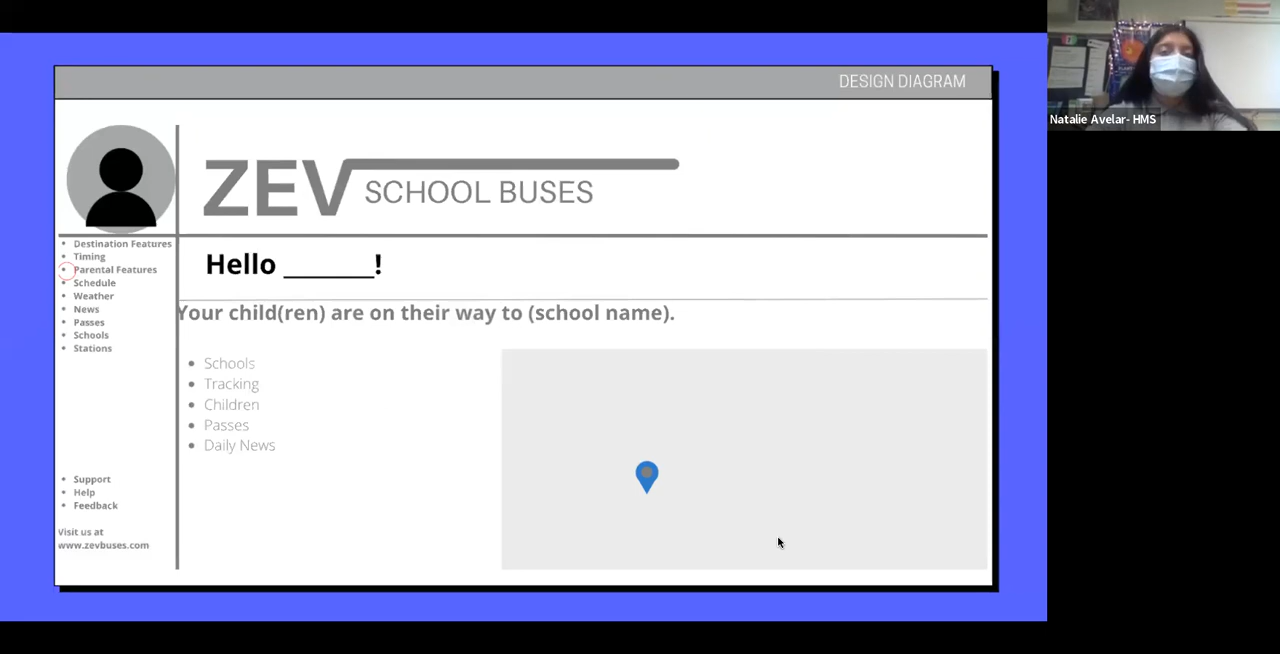 DESIGN DIAGRAM
Natalie Avelar- HMS
ZEV SCHOOL BUSES
Destination Features
Timing
Parental Features
Schedule
Weather
News
Passes
Schools
Stations
Support
Help
Feedback
Visit us at
www.zevbuses.com
Hello _______!
Your child(ren) are on their way to (school name).
Schools
Tracking
Children
Passes
Daily News